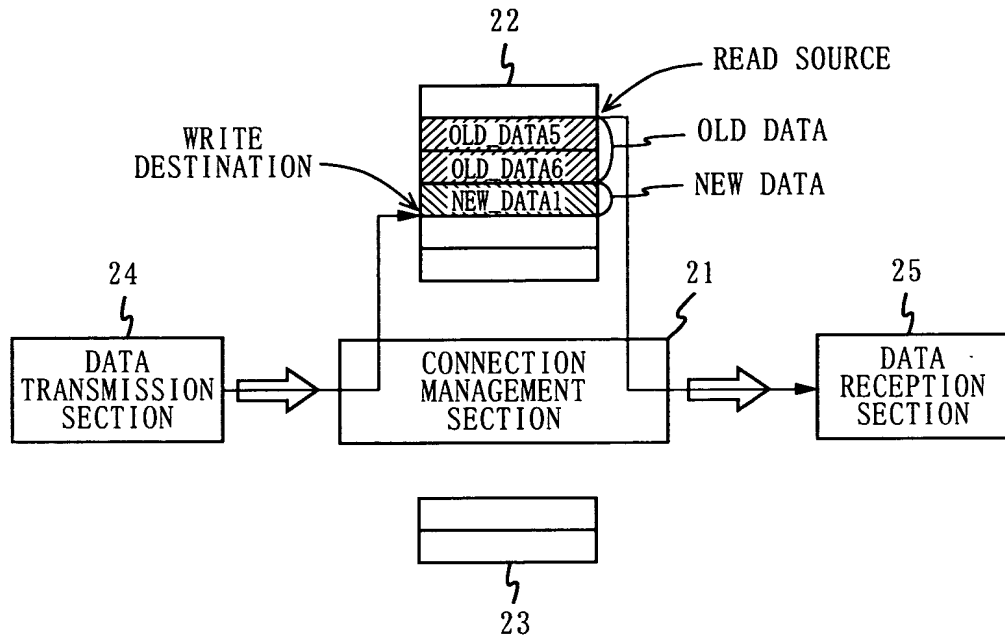 22
READ SOURCE
OLD_DATA5
OLD DATA
WRITE
DESTINATION
OLD_DATA6
NEW_DATA1
NEW DATA
24
21
25
DATA
TRANSMISSION
SECTION
CONNECTION
MANAGEMENT
SECTION
DATA
RECEPTION
SECTION
23